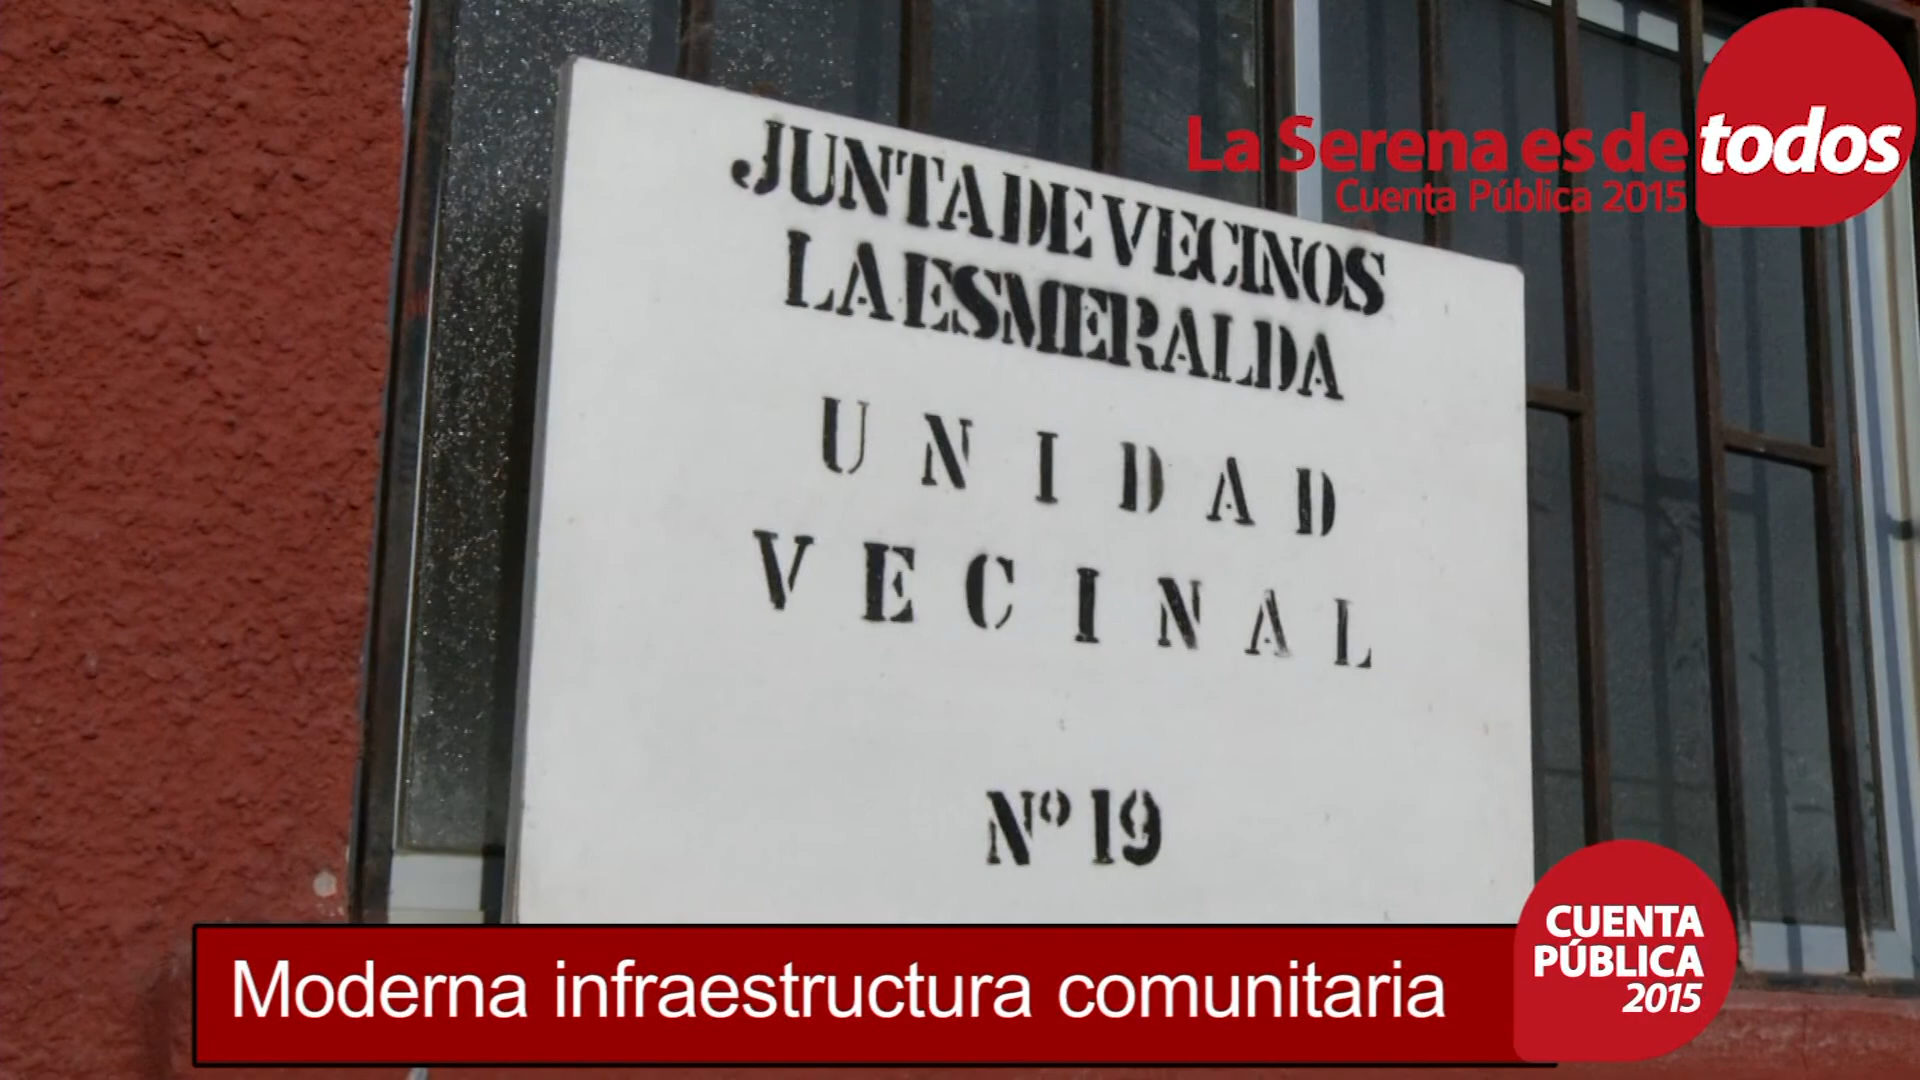 La Serena es de todos
Cuenta Pública 2015
JUNTA DE VECINOS
LA ESMERALDA
UNIDAD
VECINAL
Nº 19
Moderna infraestructura comunitaria
CUENTA
PÚBLICA
2015